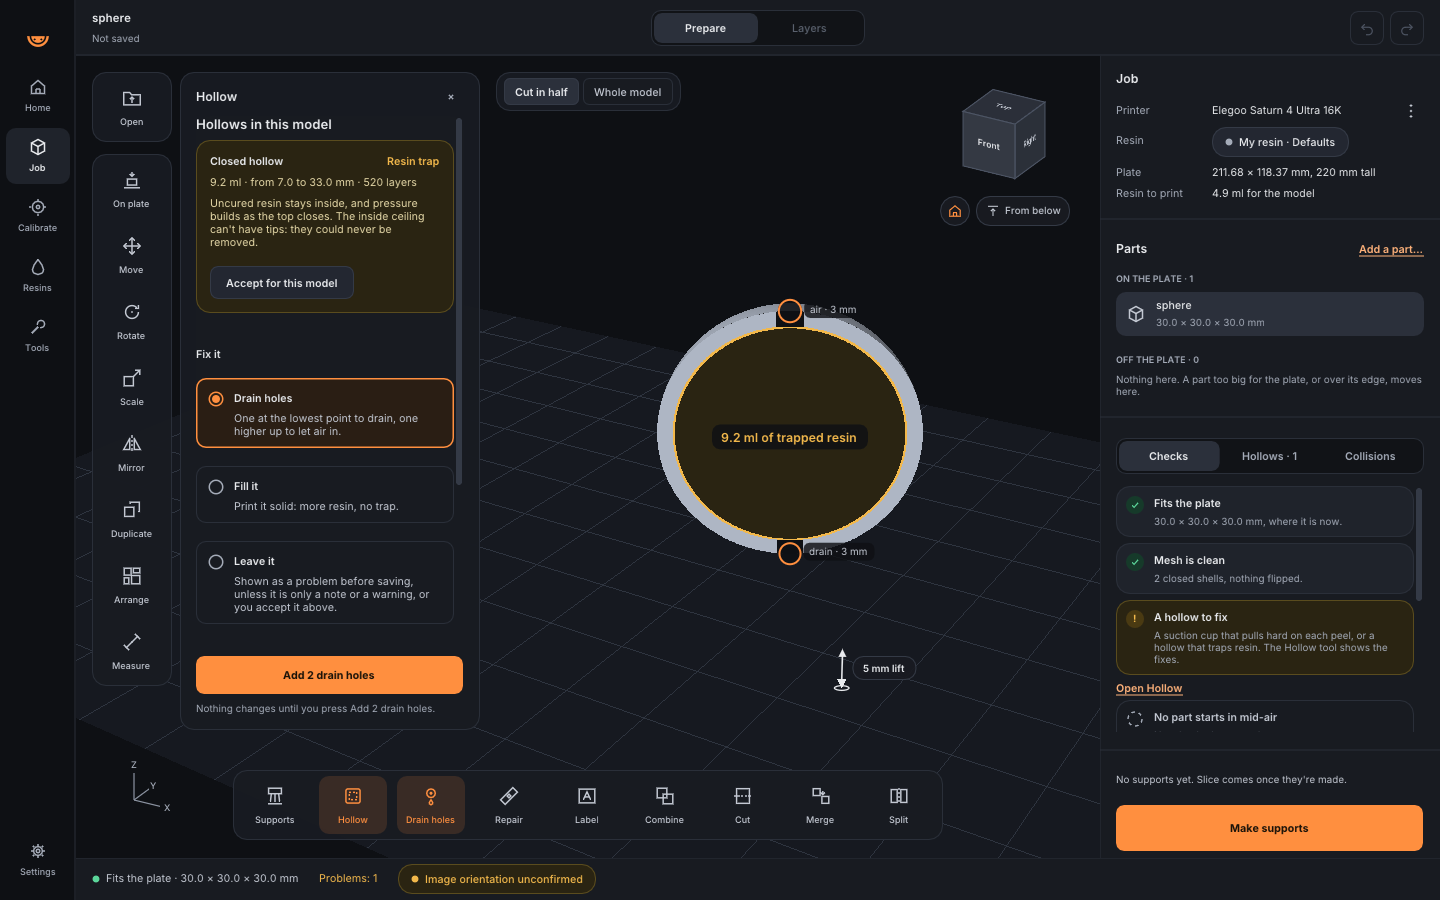 sphere
Not saved
Prepare
Layers
Home
Job
Calibrate
Resins
Tools
Settings
Open
On plate
Move
Rotate
Scale
Mirror
Duplicate
Arrange
Measure
Hollow
×
Hollows in this model
Closed hollow
Resin trap
9.2 ml · from 7.0 to 33.0 mm · 520 layers
Uncured resin stays inside, and pressure
builds as the top closes. The inside ceiling
can't have tips: they could never be
removed.
Accept for this model
Fix it
Drain holes
One at the lowest point to drain, one
higher up to let air in.
Fill it
Print it solid: more resin, no trap.
Leave it
Shown as a problem before saving,
unless it is only a note or a warning, or
you accept it above.
Add 2 drain holes
Nothing changes until you press Add 2 drain holes.
Cut in half
Whole model
Top
Front
Right
From below
air · 3 mm
9.2 ml of trapped resin
drain · 3 mm
5 mm lift
Z
Y
X
Supports
Hollow
Drain holes
Repair
Label
Combine
Cut
Merge
Split
Job
Printer
Elegoo Saturn 4 Ultra 16K
Resin
My resin · Defaults
Plate
211.68 × 118.37 mm, 220 mm tall
Resin to print
4.9 ml for the model
Parts
Add a part...
ON THE PLATE · 1
sphere
30.0 × 30.0 × 30.0 mm
OFF THE PLATE · 0
Nothing here. A part too big for the plate, or over its edge, moves
here.
Checks
Hollows · 1
Collisions
Fits the plate
30.0 × 30.0 × 30.0 mm, where it is now.
Mesh is clean
2 closed shells, nothing flipped.
A hollow to fix
A suction cup that pulls hard on each peel, or a
hollow that traps resin. The Hollow tool shows the
fixes.
Open Hollow
No part starts in mid-air
No supports yet. Slice comes once they're made.
Make supports
Fits the plate · 30.0 × 30.0 × 30.0 mm
Problems: 1
Image orientation unconfirmed